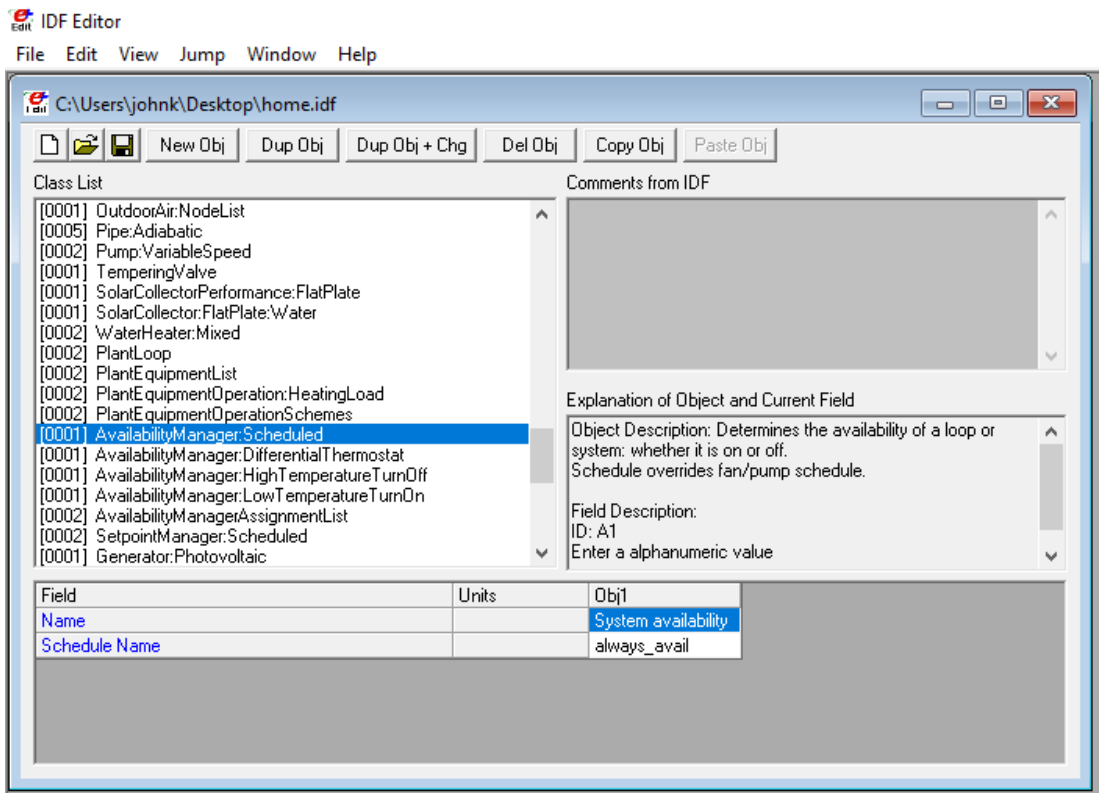 IDF Editor
File Edit View Jump Window Help
C:\Users\johnk\Desktop\home.idf
New Obj Dup Obj Dup Obj + Chg Del Obj Copy Obj Paste Obj
Class List
[0001] OutdoorAir:NodeList
[0005] Pipe:Adiabatic
[0002] Pump:VariableSpeed
[0001] TemperingValve
[0001] SolarCollectorPerformance:FlatPlate
[0001] SolarCollector:FlatPlate:Water
[0002] WaterHeater:Mixed
[0002] PlantLoop
[0002] PlantEquipmentList
[0002] PlantEquipmentOperation:HeatingLoad
[0002] PlantEquipmentOperationSchemes
[0001] AvailabilityManager:Scheduled
[0001] AvailabilityManager:DifferentialThermostat
[0001] AvailabilityManager:HighTemperatureTurnOff
[0001] AvailabilityManager:LowTemperatureTurnOn
[0002] AvailabilityManagerAssignmentList
[0002] SetpointManager:Scheduled
[0001] Generator:Photovoltaic
Comments from IDF
Explanation of Object and Current Field
Object Description: Determines the availability of a loop or
system: whether it is on or off.
Schedule overrides fan/pump schedule.
Field Description:
ID: A1
Enter a alphanumeric value
Field Units Obj1
Name System availability
Schedule Name always_avail